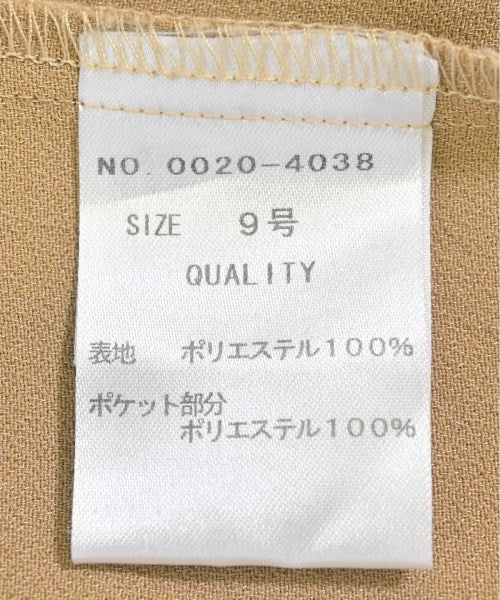 NO. 0020-4038
SIZE 9号
QUALITY
表地 ポリエステル100%
ポケット部分
ポリエステル100%